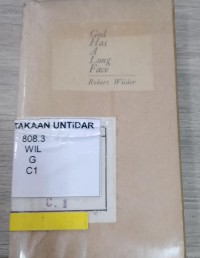 God
Has
A
Long
Face
Robert Wilder
TAKAAN UNTIDAR
808.3
WIL
G
C1
C. 1